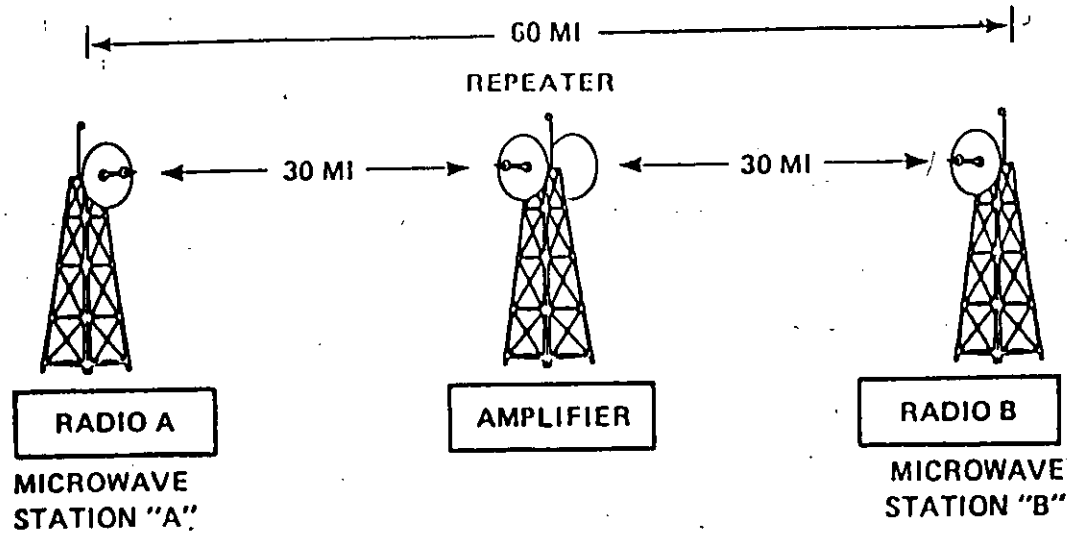 60 MI
REPEATER
30 MI
30 MI
RADIO A
AMPLIFIER
RADIO B
MICROWAVE
STATION "A"
MICROWAVE
STATION "B"